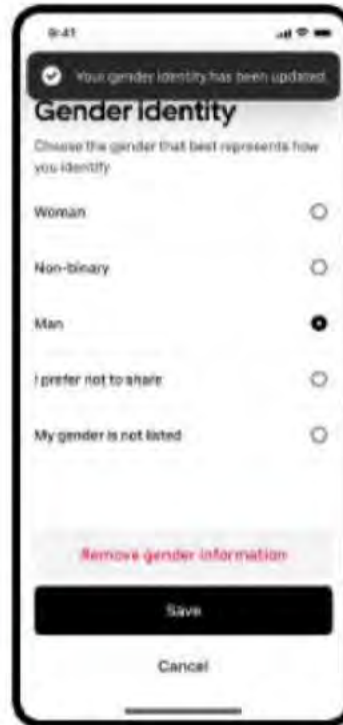 9:41
Your gender identity has been updated
Gender identity
Choose the gender that best represents how
you identify
Woman
Non-binary
Man
I prefer not to share
My gender is not listed
Remove gender information
Save
Cancel